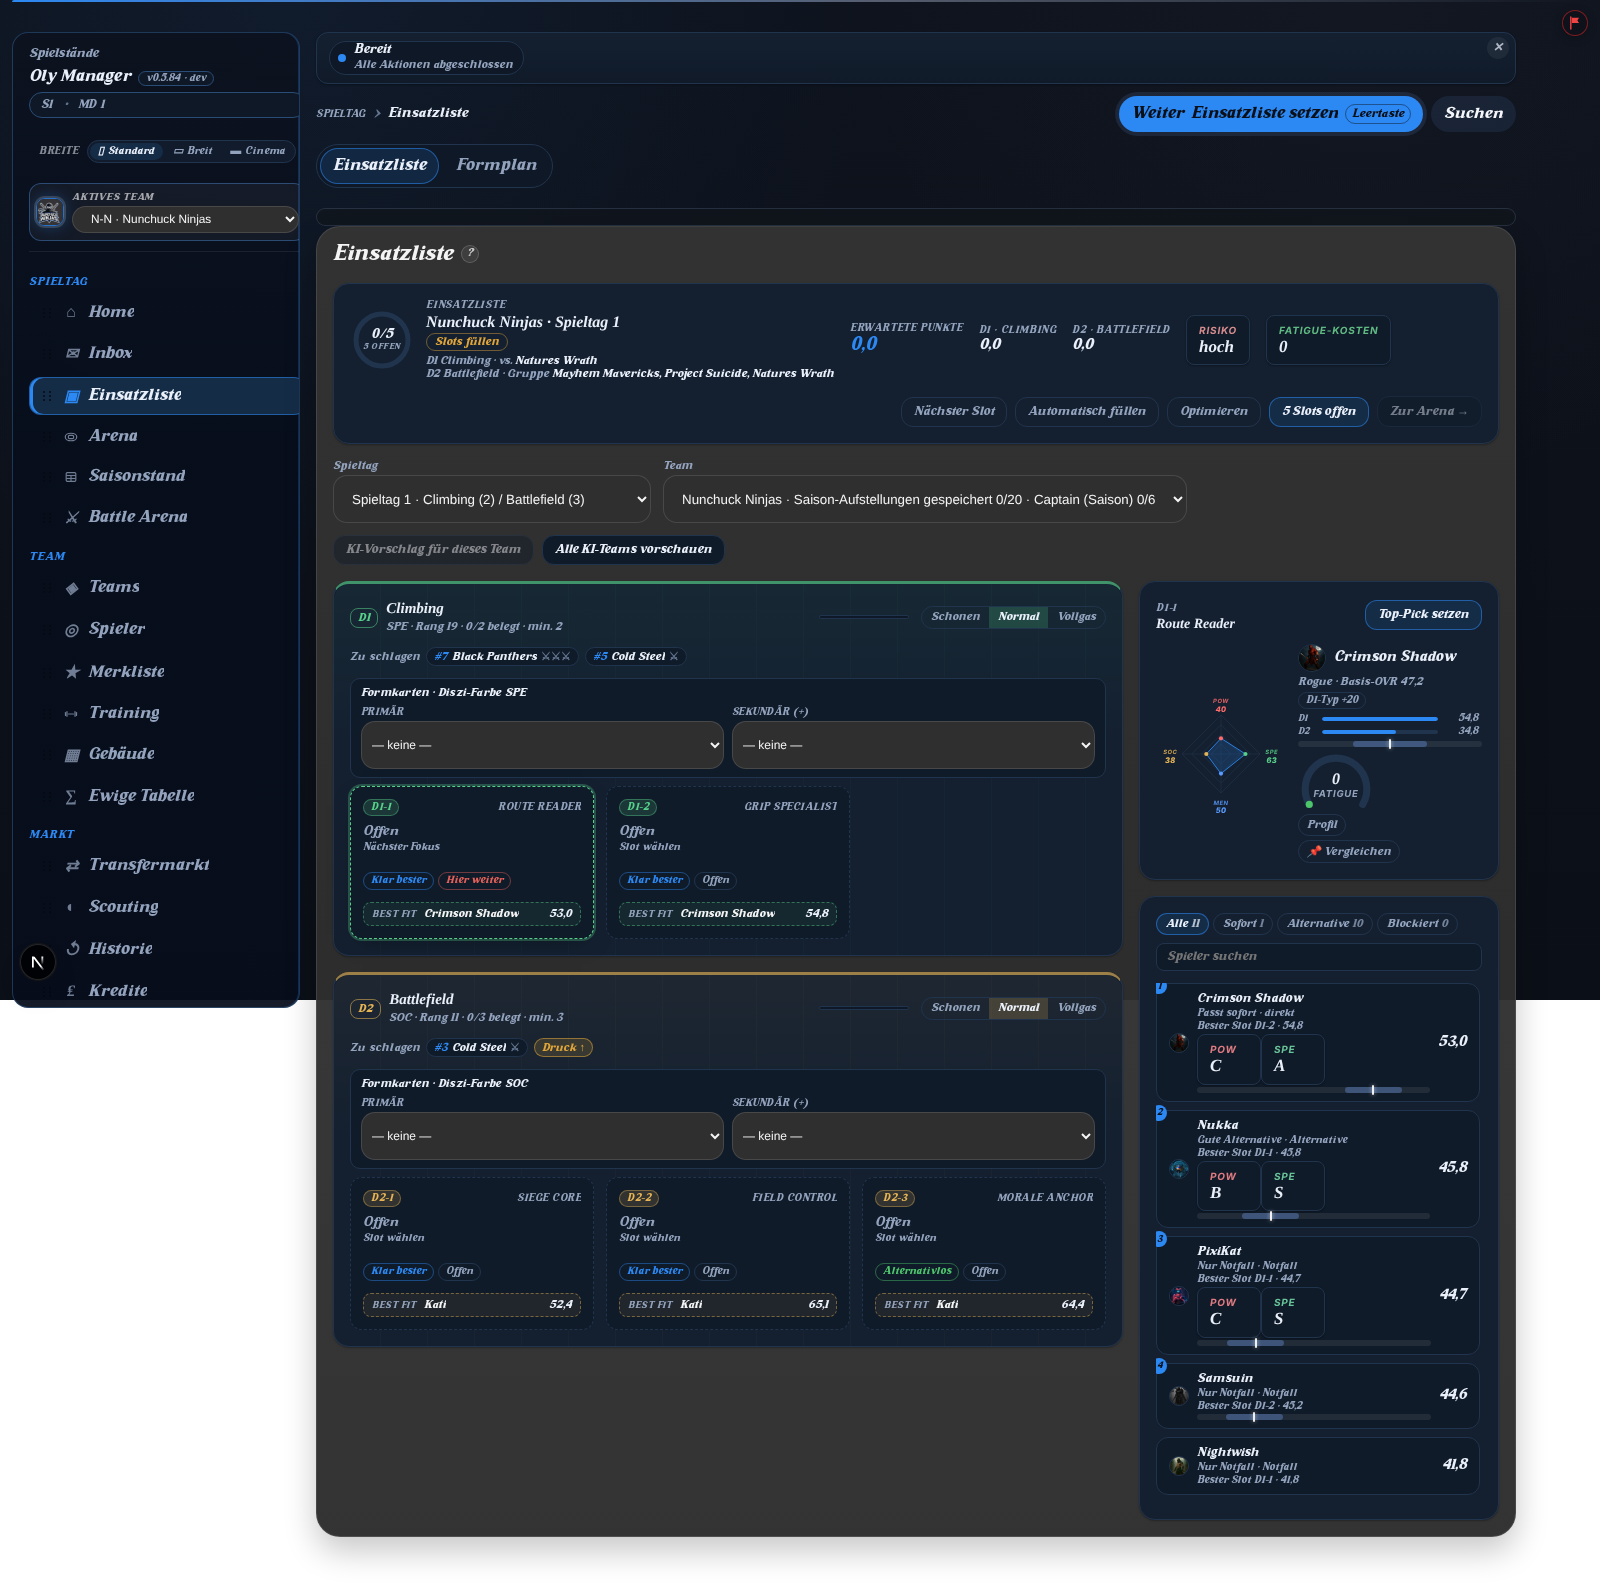 Spielstände
Oly Manager v0.5.84 · dev
S1 · MD 1
BREITE Standard Breit Cinema
AKTIVES TEAM
N-N · Nunchuck Ninjas
SPIELTAG
Home
Inbox
Einsatzliste
Arena
Saisonstand
Battle Arena
TEAM
Teams
Spieler
Merkliste
Training
Gebäude
Ewige Tabelle
MARKT
Transfermarkt
Scouting
Historie
Kredite
N
Bereit
Alle Aktionen abgeschlossen
×
SPIELTAG › Einsatzliste
Weiter Einsatzliste setzen Leertaste
Suchen
Einsatzliste Formplan
Einsatzliste ?
0/5
5 OFFEN
EINSATZLISTE
Nunchuck Ninjas · Spieltag 1
Slots füllen
D1 Climbing · vs. Natures Wrath
D2 Battlefield · Gruppe Mayhem Mavericks, Project Suicide, Natures Wrath
ERWARTETE PUNKTE
0,0
D1 · CLIMBING
0,0
D2 · BATTLEFIELD
0,0
RISIKO
hoch
FATIGUE-KOSTEN
0
Nächster Slot Automatisch füllen Optimieren 5 Slots offen Zur Arena →
Spieltag
Spieltag 1 · Climbing (2) / Battlefield (3)
Team
Nunchuck Ninjas · Saison-Aufstellungen gespeichert 0/20 · Captain (Saison) 0/6
KI-Vorschlag für dieses Team Alle KI-Teams vorschauen
D1 Climbing
SPE · Rang 19 · 0/2 belegt · min. 2
Schonen Normal Vollgas
Zu schlagen #7 Black Panthers ⚔⚔⚔ #5 Cold Steel ⚔
Formkarten · Diszi-Farbe SPE
PRIMÄR
— keine —
SEKUNDÄR (+)
— keine —
D1-1 ROUTE READER
Offen
Nächster Fokus
Klar bester Hier weiter
BEST FIT Crimson Shadow 53,0
D1-2 GRIP SPECIALIST
Offen
Slot wählen
Klar bester Offen
BEST FIT Crimson Shadow 54,8
D2 Battlefield
SOC · Rang 11 · 0/3 belegt · min. 3
Schonen Normal Vollgas
Zu schlagen #3 Cold Steel ⚔ Druck ↑
Formkarten · Diszi-Farbe SOC
PRIMÄR
— keine —
SEKUNDÄR (+)
— keine —
D2-1 SIEGE CORE
Offen
Slot wählen
Klar bester Offen
BEST FIT Kati 52,4
D2-2 FIELD CONTROL
Offen
Slot wählen
Klar bester Offen
BEST FIT Kati 65,1
D2-3 MORALE ANCHOR
Offen
Slot wählen
Alternativlos Offen
BEST FIT Kati 64,4
D1-1
Route Reader
Top-Pick setzen
POW
40
SOC
38
SPE
63
MEN
50
Crimson Shadow
Rogue · Basis-OVR 47,2
D1-Typ +20
D1 54,8
D2 34,8
0
FATIGUE
Profil
Vergleichen
Alle 11 Sofort 1 Alternative 10 Blockiert 0
Spieler suchen
1
Crimson Shadow
Passt sofort · direkt
Bester Slot D1-2 · 54,8
POW
C
SPE
A
53,0
2
Nukka
Gute Alternative · Alternative
Bester Slot D1-1 · 45,8
POW
B
SPE
S
45,8
3
PixiKat
Nur Notfall · Notfall
Bester Slot D1-1 · 44,7
POW
C
SPE
S
44,7
4
Samsuin
Nur Notfall · Notfall
Bester Slot D1-2 · 45,2
44,6
Nightwish
Nur Notfall · Notfall
Bester Slot D1-1 · 41,8
41,8